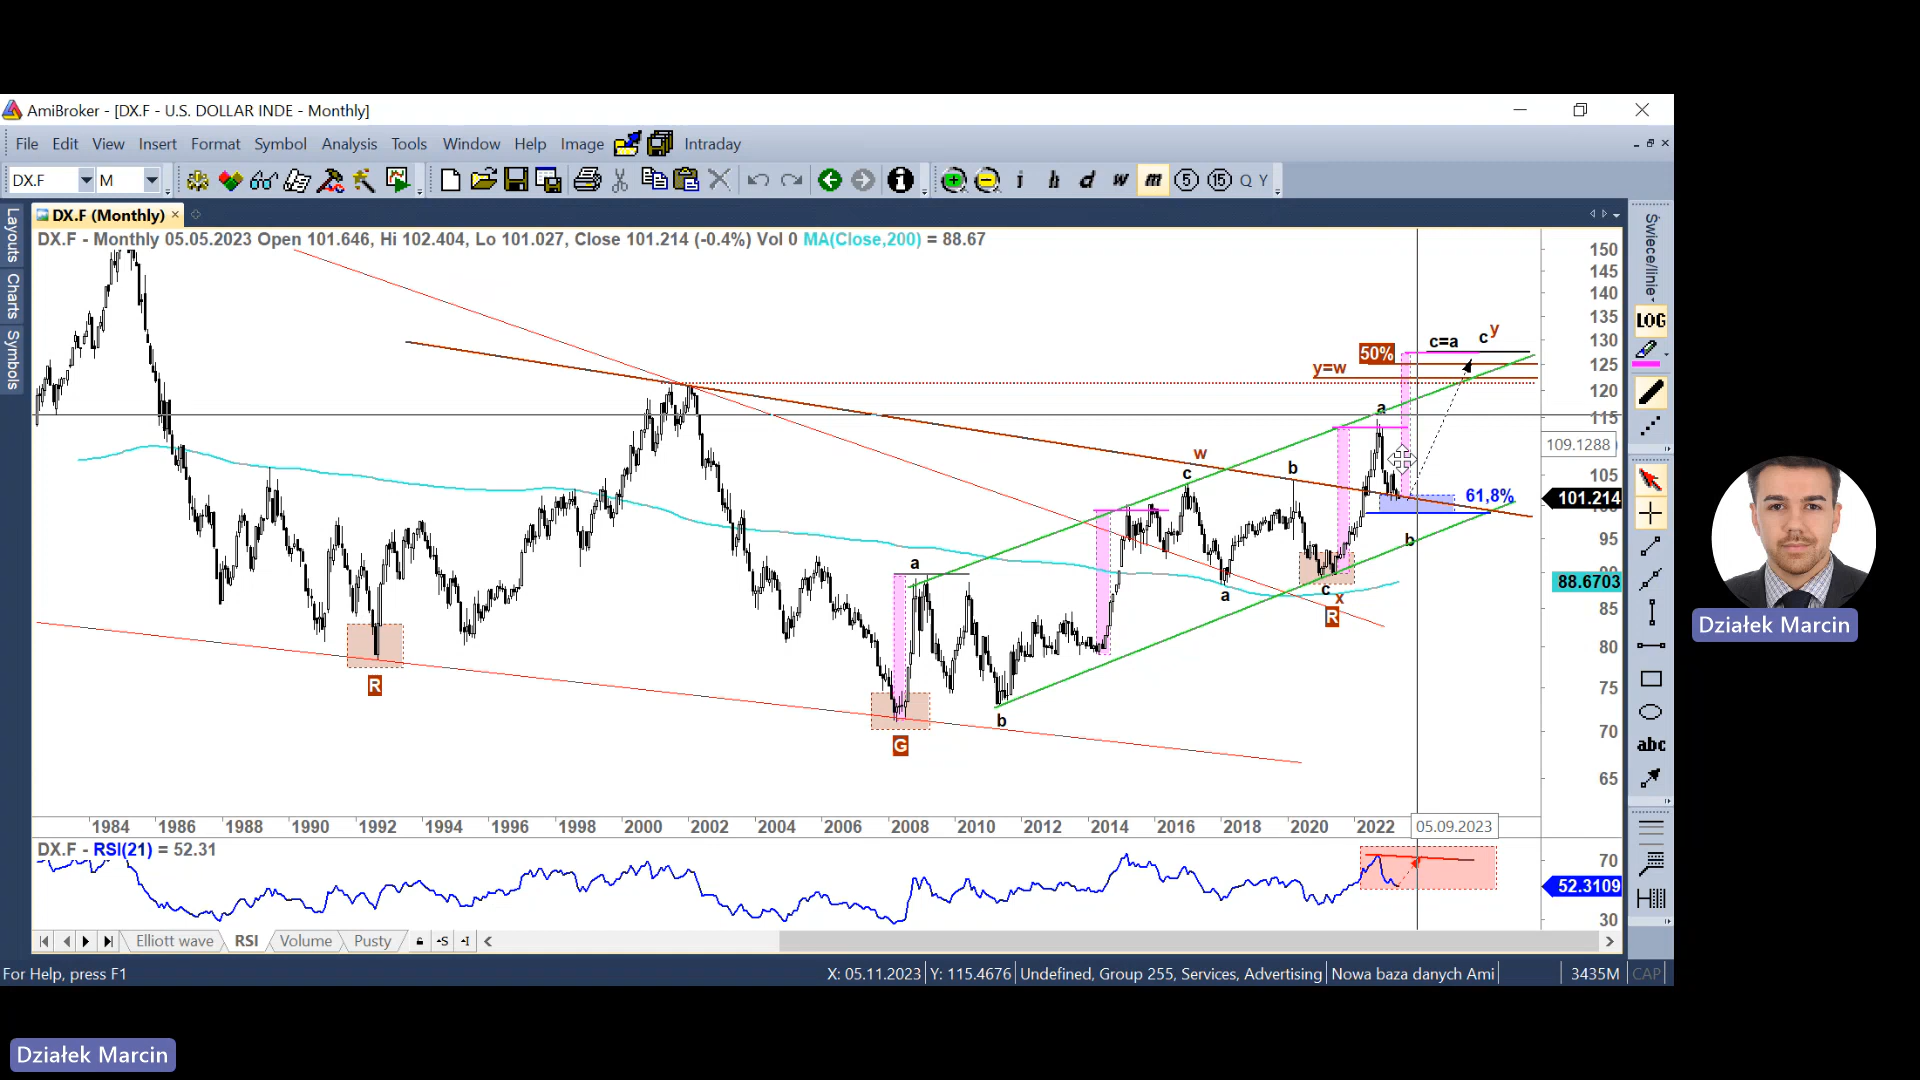 AmiBroker - [DX.F - U.S. DOLLAR INDE - Monthly]
File Edit View Insert Format Symbol Analysis Tools Window Help Image Intraday
DX.F M i h d w m 5 15 Q Y
Layouts
Charts
Symbols
DX.F (Monthly)
DX.F - Monthly 05.05.2023 Open 101.646, Hi 102.404, Lo 101.027, Close 101.214 (-0.4%) Vol 0 MA(Close,200) = 88.67
150
145
140
135
130
125
120
115
109.1288
105
101.214
95
88.6703
85
80
75
70
65
c=a c y
50%
y=w
a
w
b
c
61,8%
b
a
a
c x
R
R
b
G
1984 1986 1988 1990 1992 1994 1996 1998 2000 2002 2004 2006 2008 2010 2012 2014 2016 2018 2020 2022 05.09.2023
DX.F - RSI(21) = 52.31
70
52.3109
30
Elliott wave RSI Volume Pusty S I
For Help, press F1 X: 05.11.2023 Y: 115.4676 Undefined, Group 255, Services, Advertising Nowa baza danych Ami 3435M CAP
Świece/linie
LOG
abc
Działek Marcin
Działek Marcin